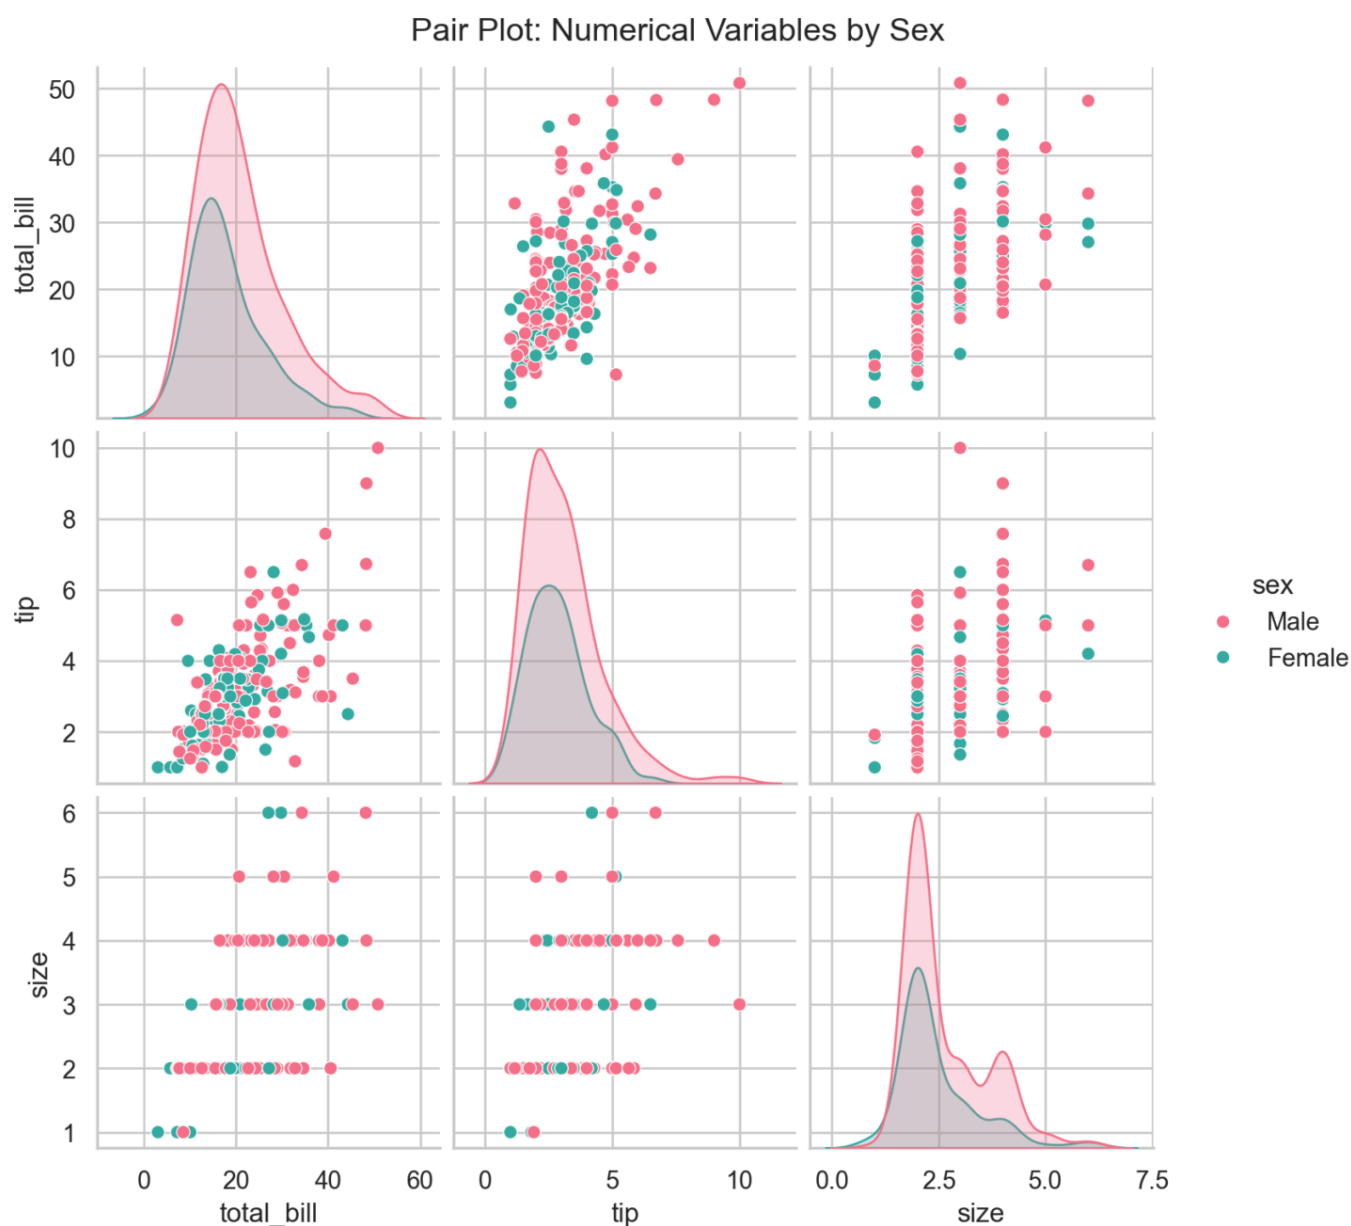 Pair Plot: Numerical Variables by Sex
50
40
30
20
10
total_bill
10
8
6
4
2
tip
sex
Male
Female
6
5
4
3
2
1
size
0 20 40 60
0 5 10
0.0 2.5 5.0 7.5
total_bill
tip
size